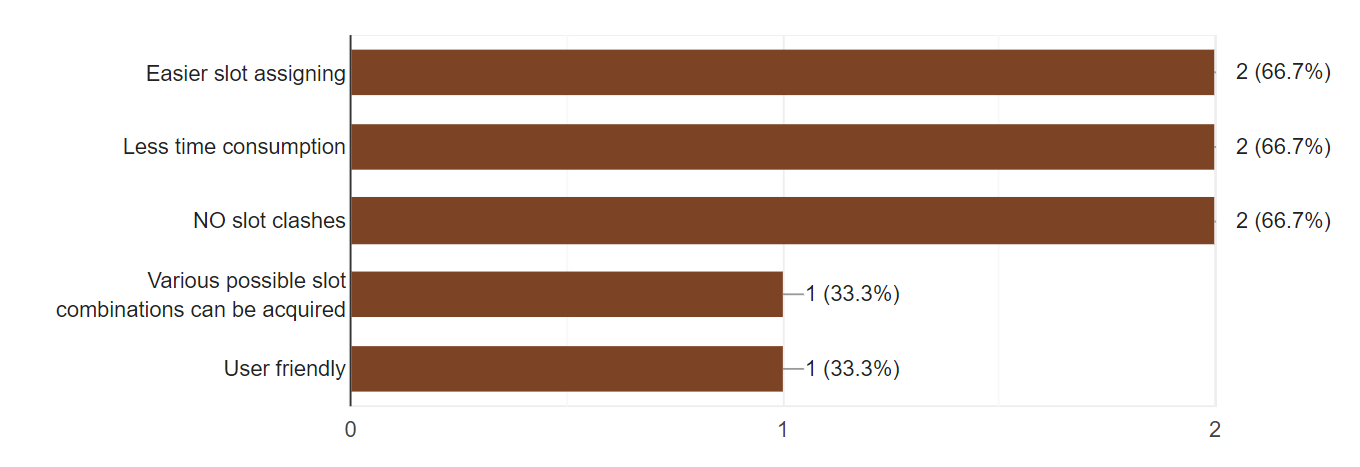 Easier slot assigning
2 (66.7%)
Less time consumption
2 (66.7%)
NO slot clashes
2 (66.7%)
Various possible slot
combinations can be acquired
1 (33.3%)
User friendly
1 (33.3%)
0
1
2